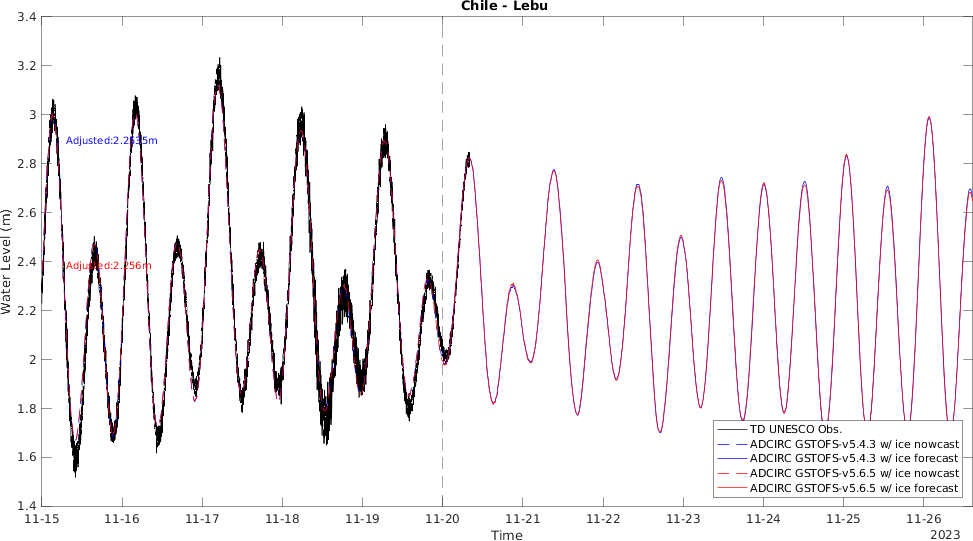 Chile - Lebu
3.4
3.2
3
2.8
2.6
2.4
2.2
2
1.8
1.6
1.4
Water Level (m)
Adjusted:2.2535m
Adjusted:2.256m
TD UNESCO Obs.
ADCIRC GSTOFS-v5.4.3 w/ ice nowcast
ADCIRC GSTOFS-v5.4.3 w/ ice forecast
ADCIRC GSTOFS-v5.6.5 w/ ice nowcast
ADCIRC GSTOFS-v5.6.5 w/ ice forecast
11-15 11-16 11-17 11-18 11-19 11-20 11-21 11-22 11-23 11-24 11-25 11-26
2023
Time